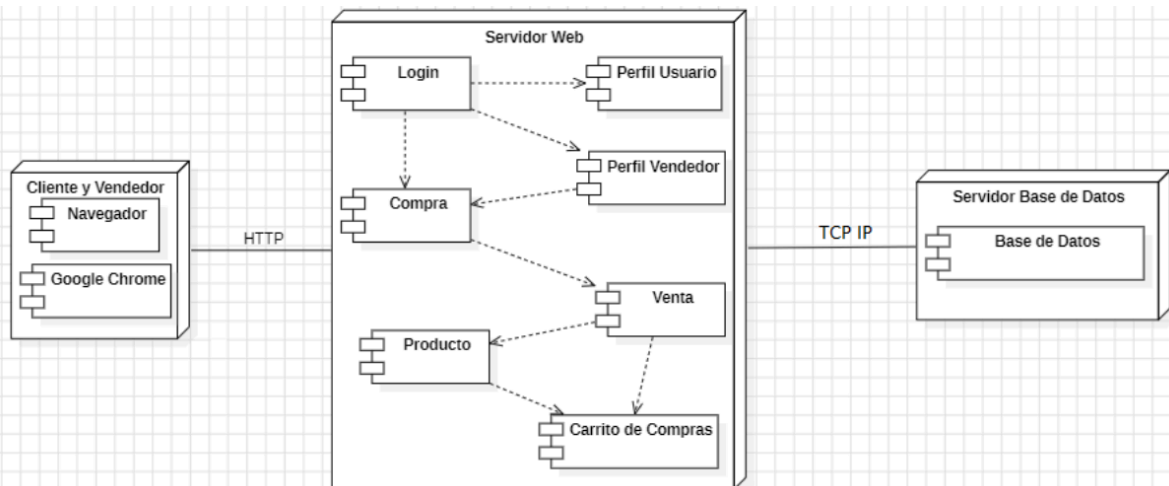 Servidor Web
Login
Perfil Usuario
Perfil Vendedor
Cliente y Vendedor
Navegador
Google Chrome
HTTP
Compra
TCP IP
Servidor Base de Datos
Base de Datos
Venta
Producto
Carrito de Compras